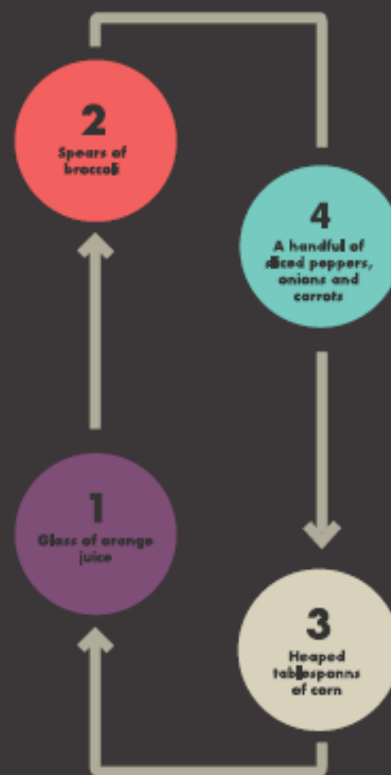 2
Spears of
broccoli
4
A handful of
sliced peppers,
onions and
carrots
1
Glass of orange
juice
3
Heaped
tablespoons
of corn